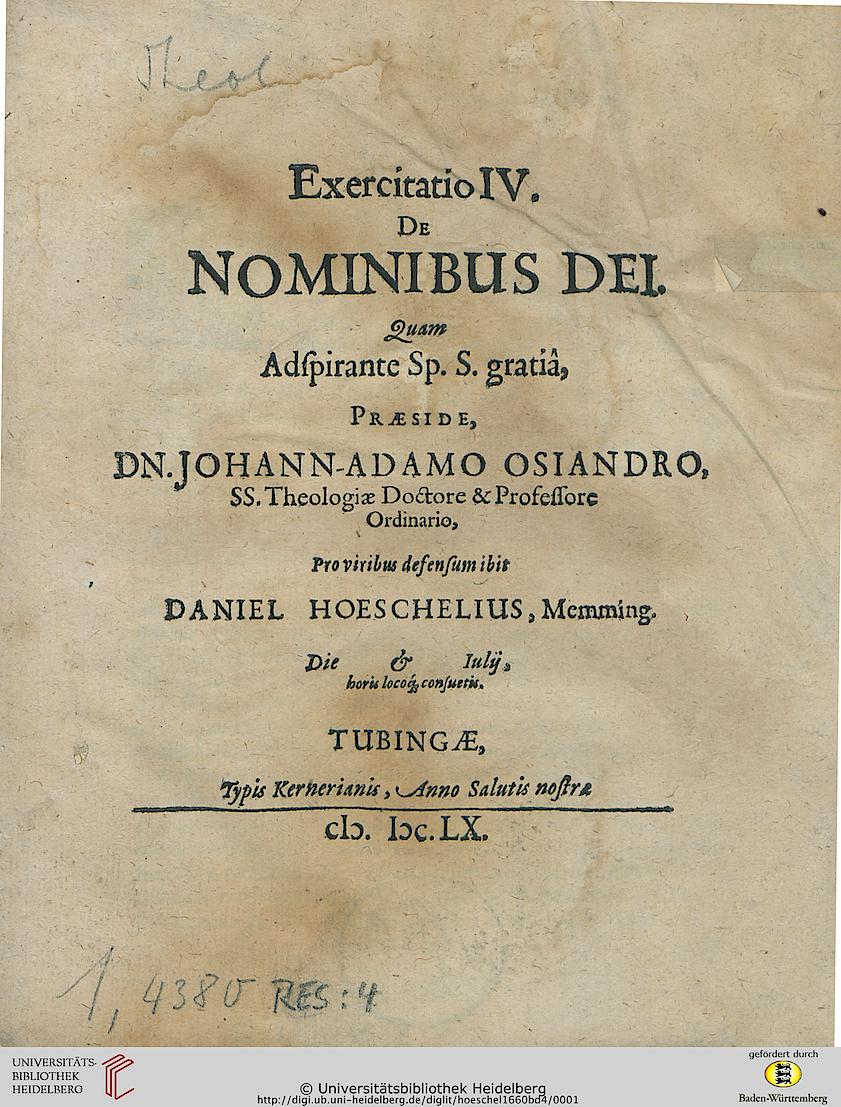 Theol
Exercitatio IV.
DE
NOMINIBUS DEI.
Quam
Adſpirante Sp. S. gratiâ,
PRÆSIDE,
DN. JOHANN-ADAMO OSIANDRO,
SS. Theologiæ Doctore & Profeſſore
Ordinario,
Pro viribus defenſum ibit
DANIEL HOESCHELIUS, Memming.
Die & Iulij,
horis locoq́; conſuetis.
TUBINGÆ,
Typis Kernerianis, Anno Salutis noſtræ
cIↄ. Iↄc. LX.
1, 4380 RES: 4
UNIVERSITÄTS-
BIBLIOTHEK
HEIDELBERG
© Universitätsbibliothek Heidelberg
http://digi.ub.uni-heidelberg.de/diglit/hoeschel1660bd4/0001
gefördert durch
Baden-Württemberg